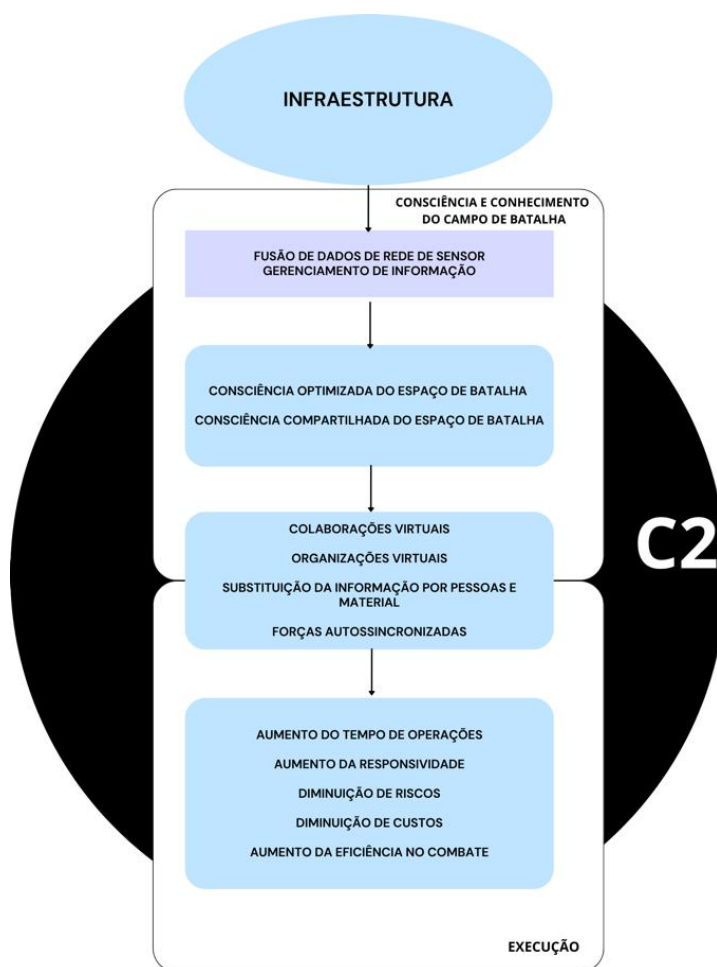 INFRAESTRUTURA
CONSCIÊNCIA E CONHECIMENTO
DO CAMPO DE BATALHA
FUSÃO DE DADOS DE REDE DE SENSOR
GERENCIAMENTO DE INFORMAÇÃO
CONSCIÊNCIA OPTIMIZADA DO ESPAÇO DE BATALHA
CONSCIÊNCIA COMPARTILHADA DO ESPAÇO DE BATALHA
C2
COLABORAÇÕES VIRTUAIS
ORGANIZAÇÕES VIRTUAIS
SUBSTITUIÇÃO DA INFORMAÇÃO POR PESSOAS E
MATERIAL
FORÇAS AUTOSSINCRONIZADAS
AUMENTO DO TEMPO DE OPERAÇÕES
AUMENTO DA RESPONSIVIDADE
DIMINUIÇÃO DE RISCOS
DIMINUIÇÃO DE CUSTOS
AUMENTO DA EFICIÊNCIA NO COMBATE
EXECUÇÃO